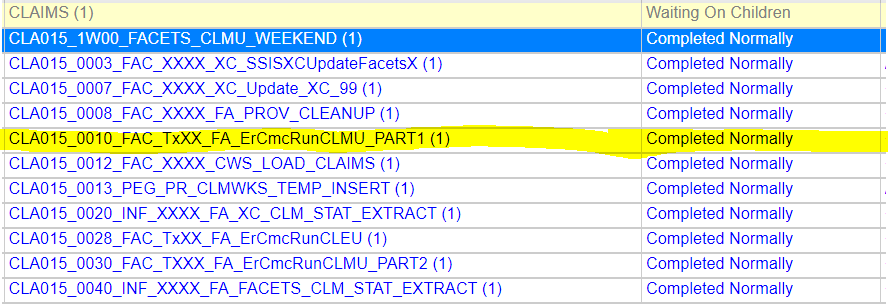 CLAIMS (1) Waiting On Children
CLA015_1W00_FACETS_CLMU_WEEKEND (1) Completed Normally
CLA015_0003_FAC_XXXX_XC_SSISXCUpdateFacetsX (1) Completed Normally
CLA015_0007_FAC_XXXX_XC_Update_XC_99 (1) Completed Normally
CLA015_0008_FAC_XXXX_FA_PROV_CLEANUP (1) Completed Normally
CLA015_0010_FAC_TxXX_FA_ErCmcRunCLMU_PART1 (1) Completed Normally
CLA015_0012_FAC_XXXX_CWS_LOAD_CLAIMS (1) Completed Normally
CLA015_0013_PEG_PR_CLMWKS_TEMP_INSERT (1) Completed Normally
CLA015_0020_INF_XXXX_FA_XC_CLM_STAT_EXTRACT (1) Completed Normally
CLA015_0028_FAC_TxXX_FA_ErCmcRunCLEU (1) Completed Normally
CLA015_0030_FAC_TXXX_FA_ErCmcRunCLMU_PART2 (1) Completed Normally
CLA015_0040_INF_XXXX_FA_FACETS_CLM_STAT_EXTRACT (1) Completed Normally